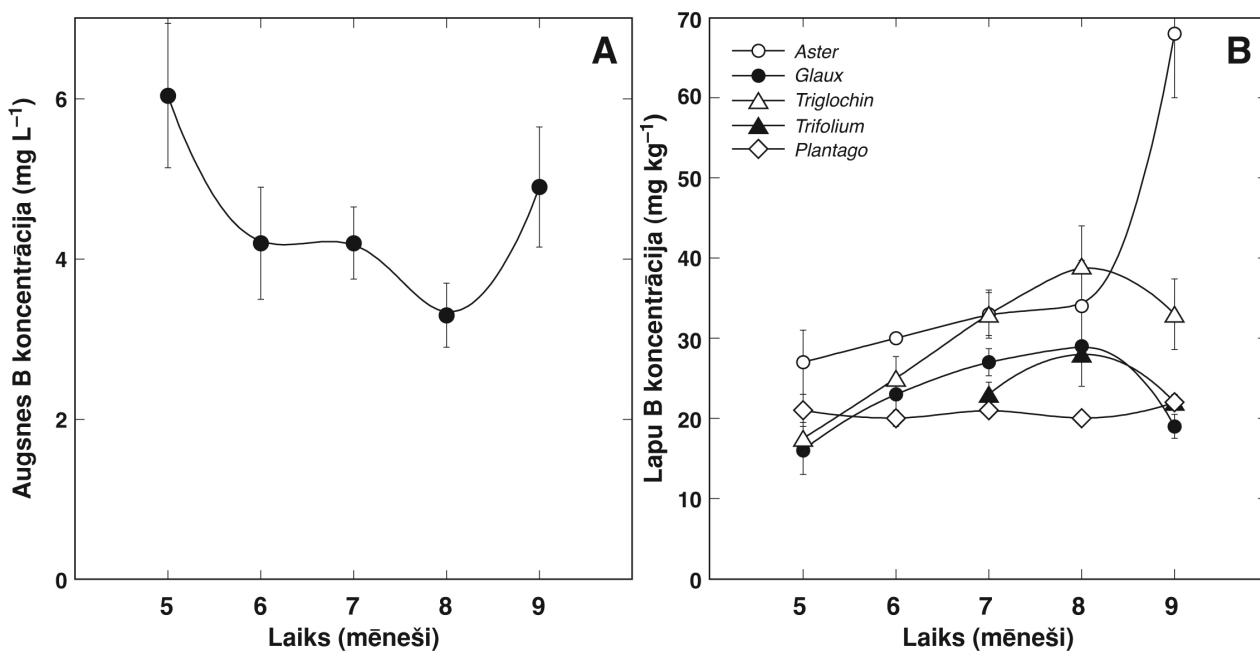 A
Augsnes B koncentrācija (mg L⁻¹)
6
4
2
0
5 6 7 8 9
Laiks (mēneši)
B
Aster
Glaux
Triglochin
Trifolium
Plantago
Lapu B koncentrācija (mg kg⁻¹)
70
60
50
40
30
20
10
0
5 6 7 8 9
Laiks (mēneši)